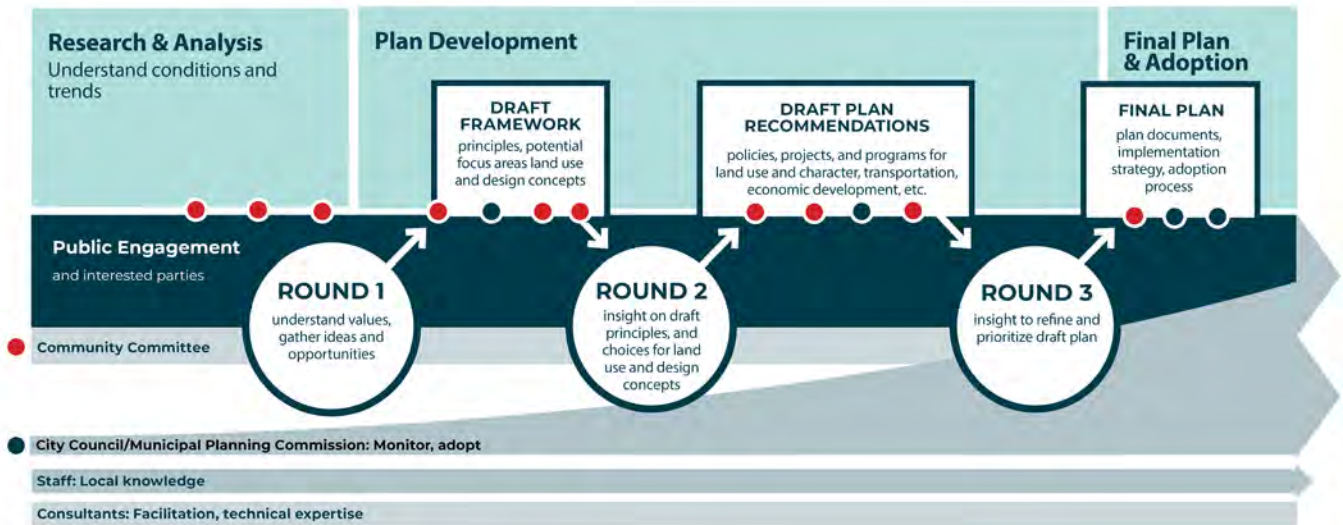 Research & Analysis
Understand conditions and
trends
Plan Development
Final Plan
& Adoption
DRAFT
FRAMEWORK
principles, potential
focus areas land use
and design concepts
DRAFT PLAN
RECOMMENDATIONS
policies, projects, and programs for
land use and character, transportation,
economic development, etc.
FINAL PLAN
plan documents,
implementation
strategy, adoption
process
Public Engagement
and interested parties
ROUND 1
understand values,
gather ideas and
opportunities
ROUND 2
insight on draft
principles, and
choices for land
use and design
concepts
ROUND 3
insight to refine and
prioritize draft plan
Community Committee
City Council/Municipal Planning Commission: Monitor, adopt
Staff: Local knowledge
Consultants: Facilitation, technical expertise